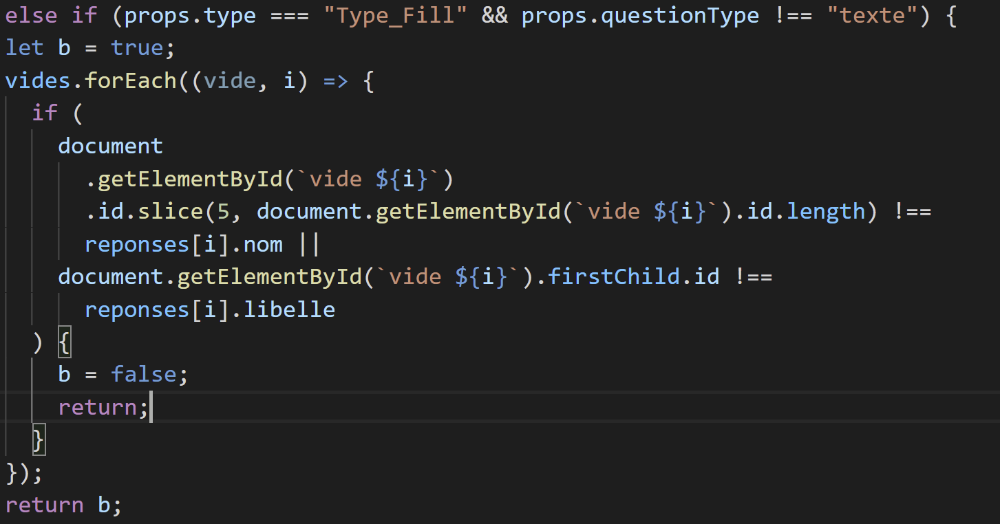 else if (props.type === "Type_Fill" && props.questionType !== "texte") {
let b = true;
vides.forEach((vide, i) => {
  if (
    document
      .getElementById(`vide ${i}`)
      .id.slice(5, document.getElementById(`vide ${i}`).id.length) !==
      reponses[i].nom ||
    document.getElementById(`vide ${i}`).firstChild.id !==
      reponses[i].libelle
  ) {
    b = false;
    return;
  }
});
return b;